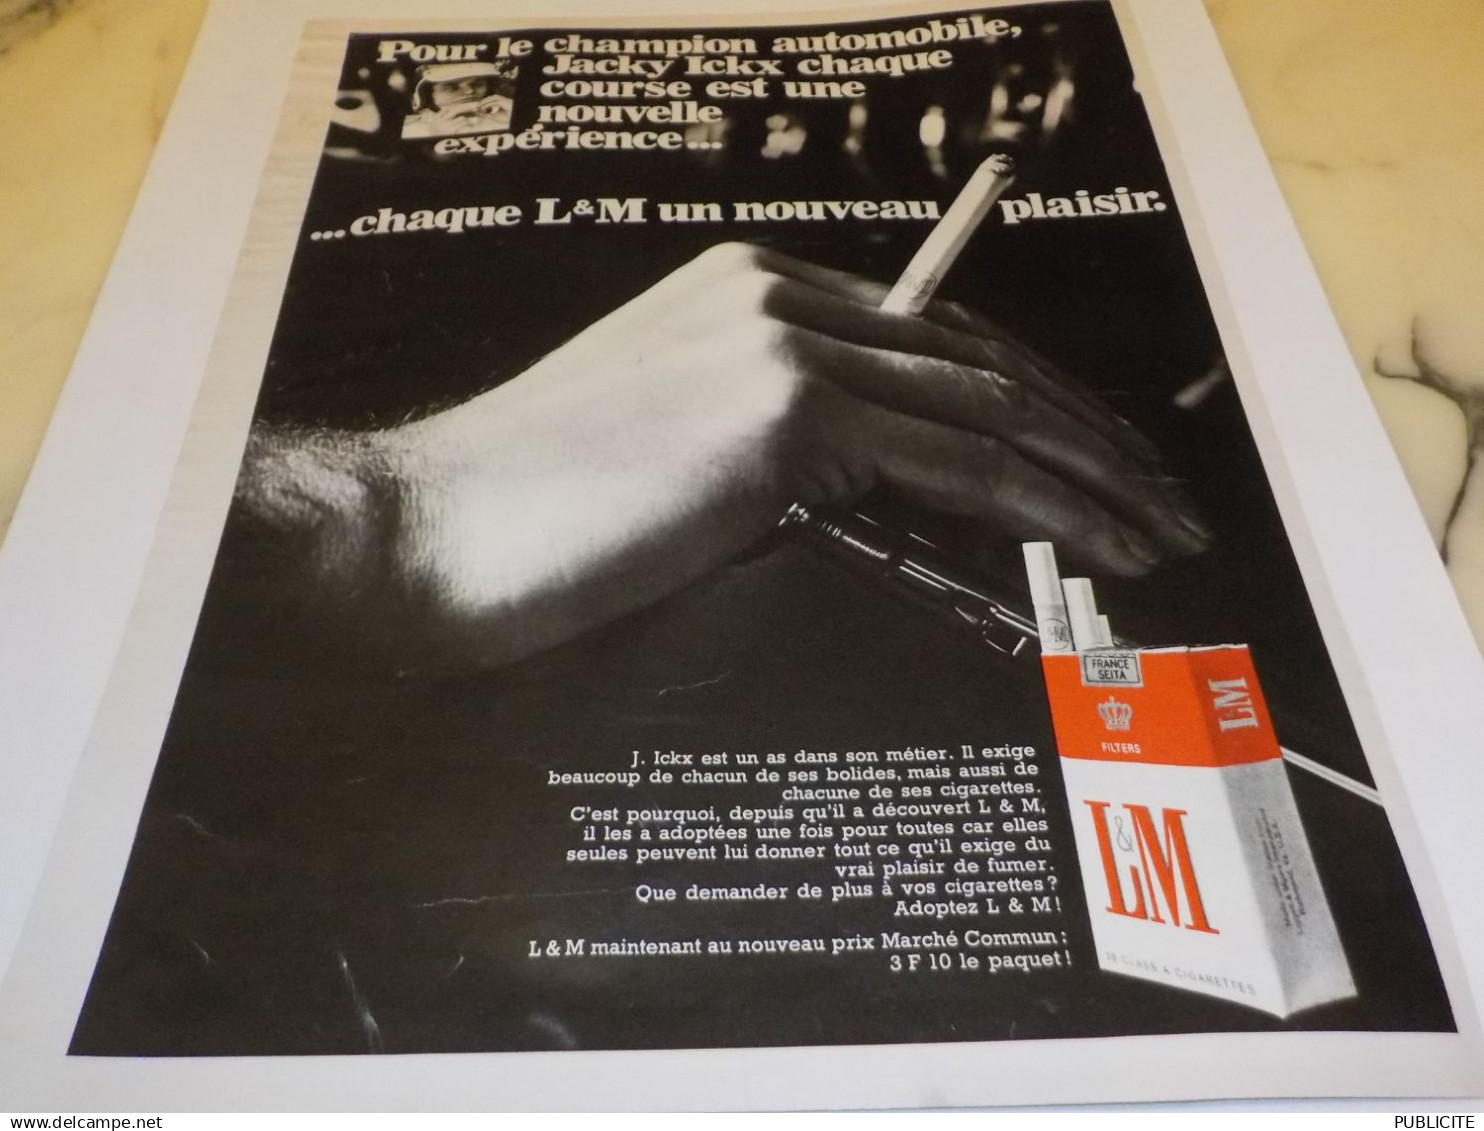 Pour le champion automobile,
Jacky Ickx chaque
course est une
nouvelle
expérience...
...chaque L&M un nouveau plaisir.
FRANCE
SEITA
FILTERS
L&M
J. Ickx est un as dans son métier. Il exige
beaucoup de chacun de ses bolides, mais aussi de
chacune de ses cigarettes.
C'est pourquoi, depuis qu'il a découvert L & M,
il les a adoptées une fois pour toutes car elles
seules peuvent lui donner tout ce qu'il exige du
vrai plaisir de fumer.
Que demander de plus à vos cigarettes?
Adoptez L & M!
L & M maintenant au nouveau prix Marché Commun:
3 F 10 le paquet!
L&M
20 CLASS A CIGARETTES
www.delcampe.net
PUBLICITE